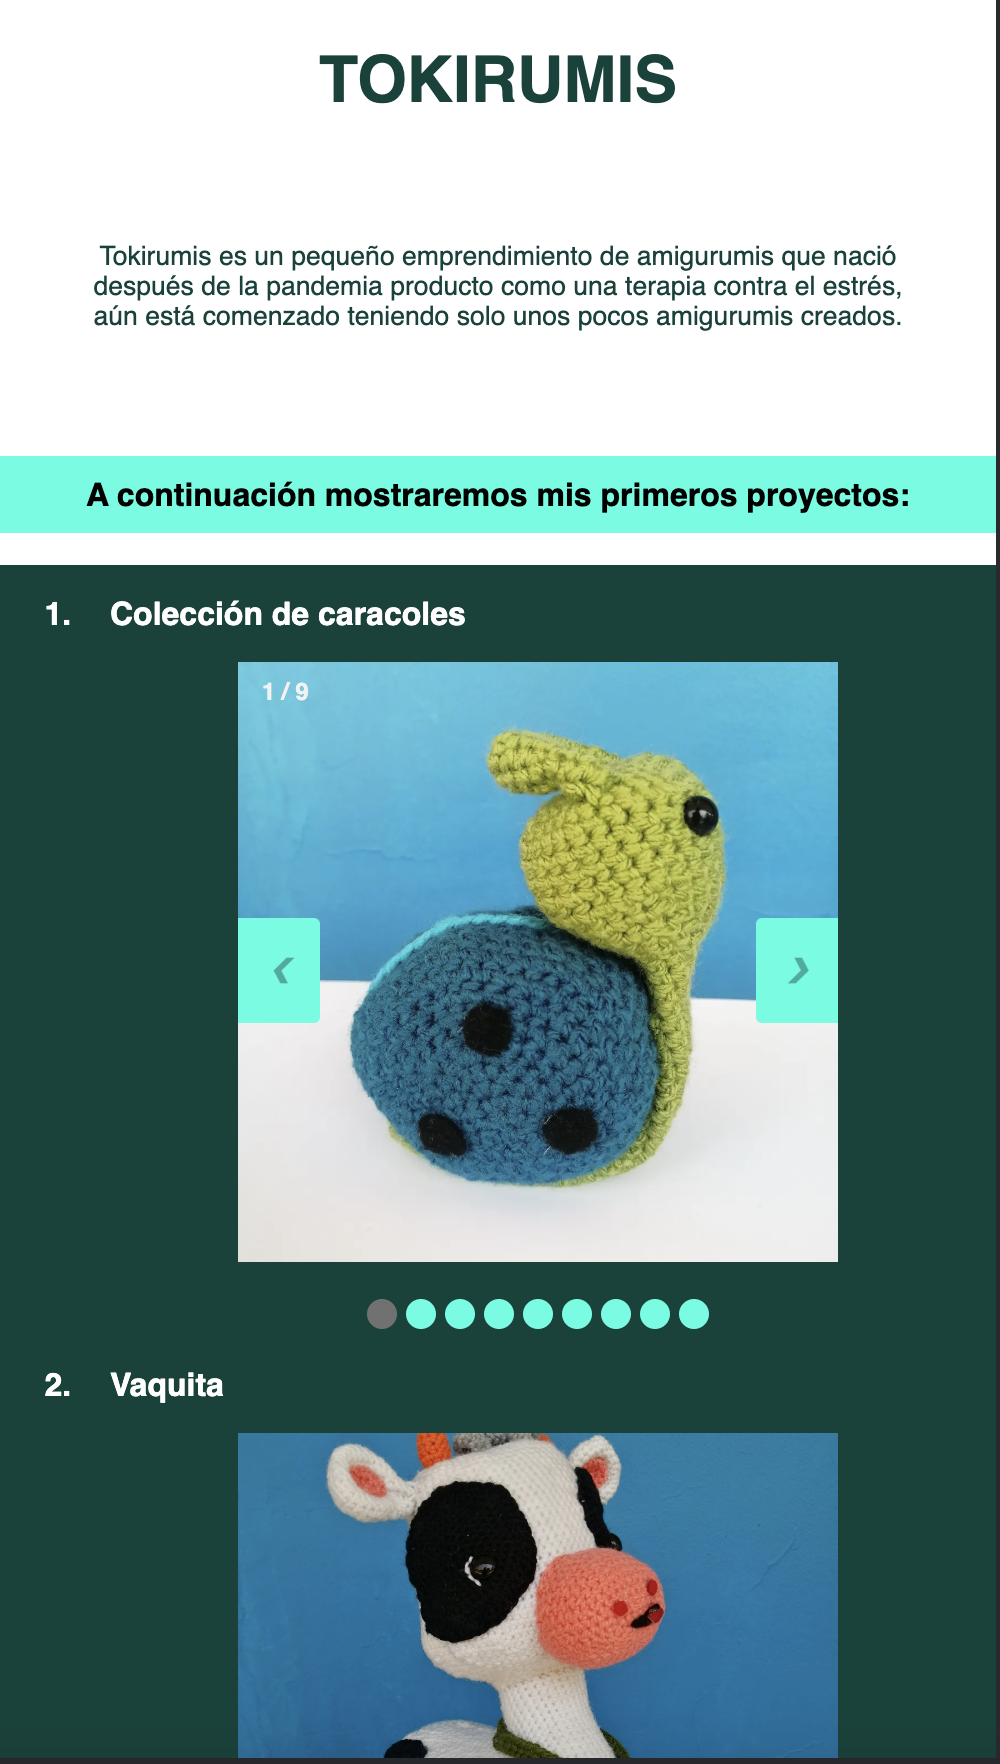 TOKIRUMIS
Tokirumis es un pequeño emprendimiento de amigurumis que nació
después de la pandemia producto como una terapia contra el estrés,
aún está comenzado teniendo solo unos pocos amigurumis creados.
A continuación mostraremos mis primeros proyectos:
1. Colección de caracoles
1 / 9
❮ ❯
2. Vaquita